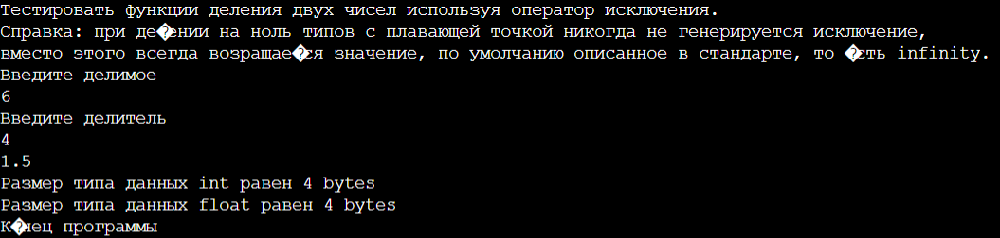 Тестировать функции деления двух чисел используя оператор исключения.
Справка: при де�ении на ноль типов с плавающей точкой никогда не генерируется исключение,
вместо этого всегда возращае�ся значение, по умолчанию описанное в стандарте, то �сть infinity.
Введите делимое
6
Введите делитель
4
1.5
Размер типа данных int равен 4 bytes
Размер типа данных float равен 4 bytes
К�нец программы